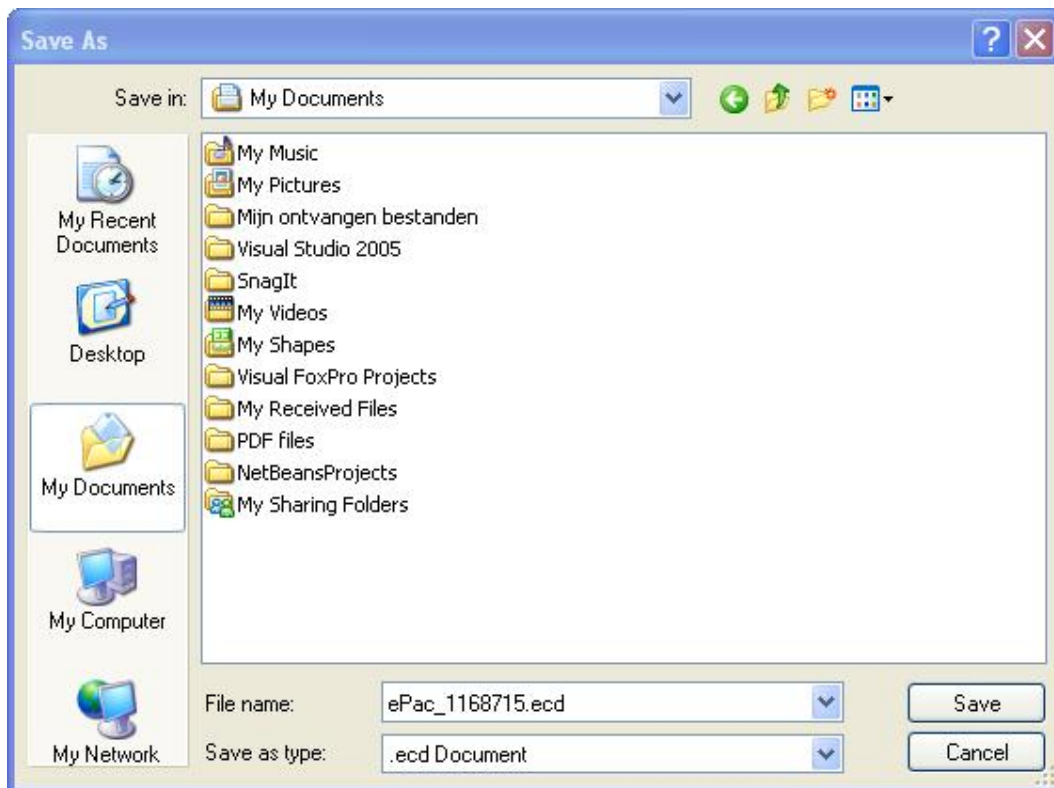 Save As
Save in:
My Documents
My Recent
Documents
Desktop
My Documents
My Computer
My Network
My Music
My Pictures
Mijn ontvangen bestanden
Visual Studio 2005
SnagIt
My Videos
My Shapes
Visual FoxPro Projects
My Received Files
PDF files
NetBeansProjects
My Sharing Folders
File name:
ePac_1168715.ecd
Save
Save as type:
.ecd Document
Cancel